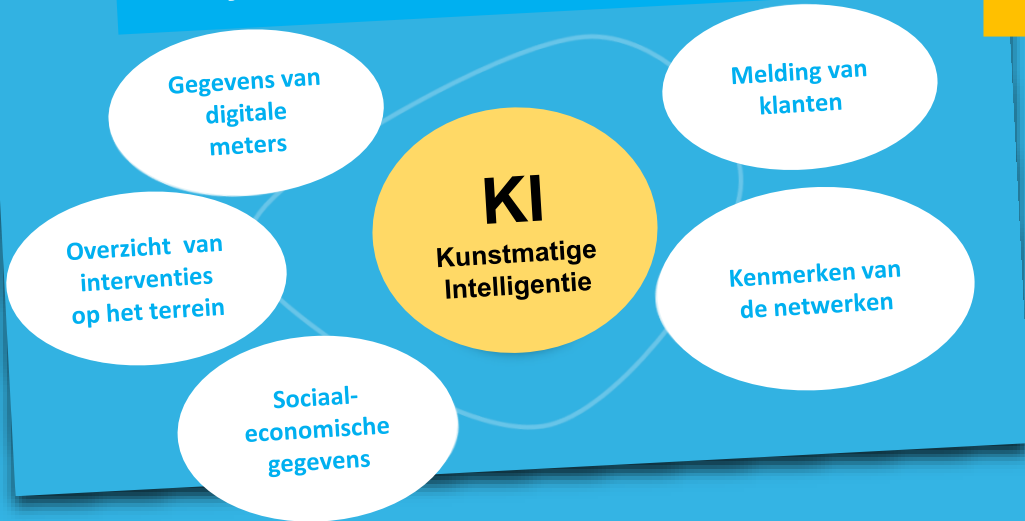 Gegevens van
digitale
meters
Melding van
klanten
KI
Kunstmatige
Intelligentie
Overzicht van
interventies
op het terrein
Kenmerken van
de netwerken
Sociaal-
economische
gegevens